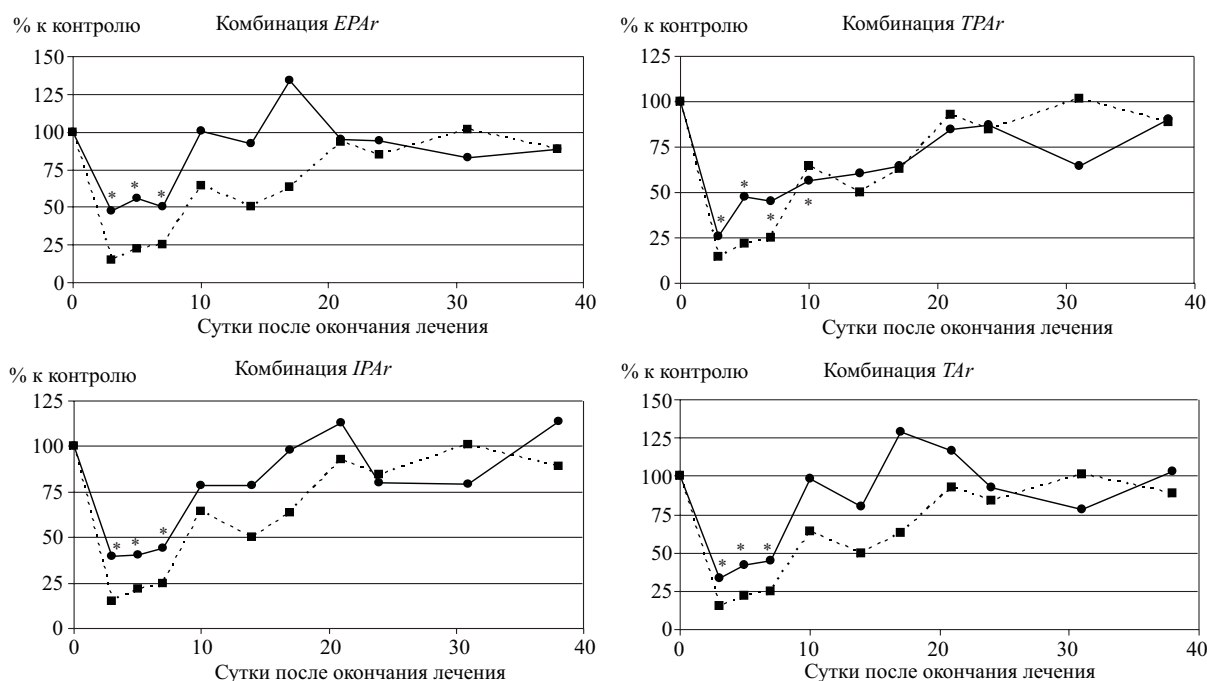 % к контролю Комбинация EPAr
150
125
100
75
50
25
0
* * *
0 10 20 30 40
Сутки после окончания лечения
% к контролю Комбинация TPAr
125
100
75
50
25
0
* * * *
0 10 20 30 40
Сутки после окончания лечения
% к контролю Комбинация IPAr
125
100
75
50
25
0
* * *
0 10 20 30 40
Сутки после окончания лечения
% к контролю Комбинация TAr
150
125
100
75
50
25
0
* * *
0 10 20 30 40
Сутки после окончания лечения